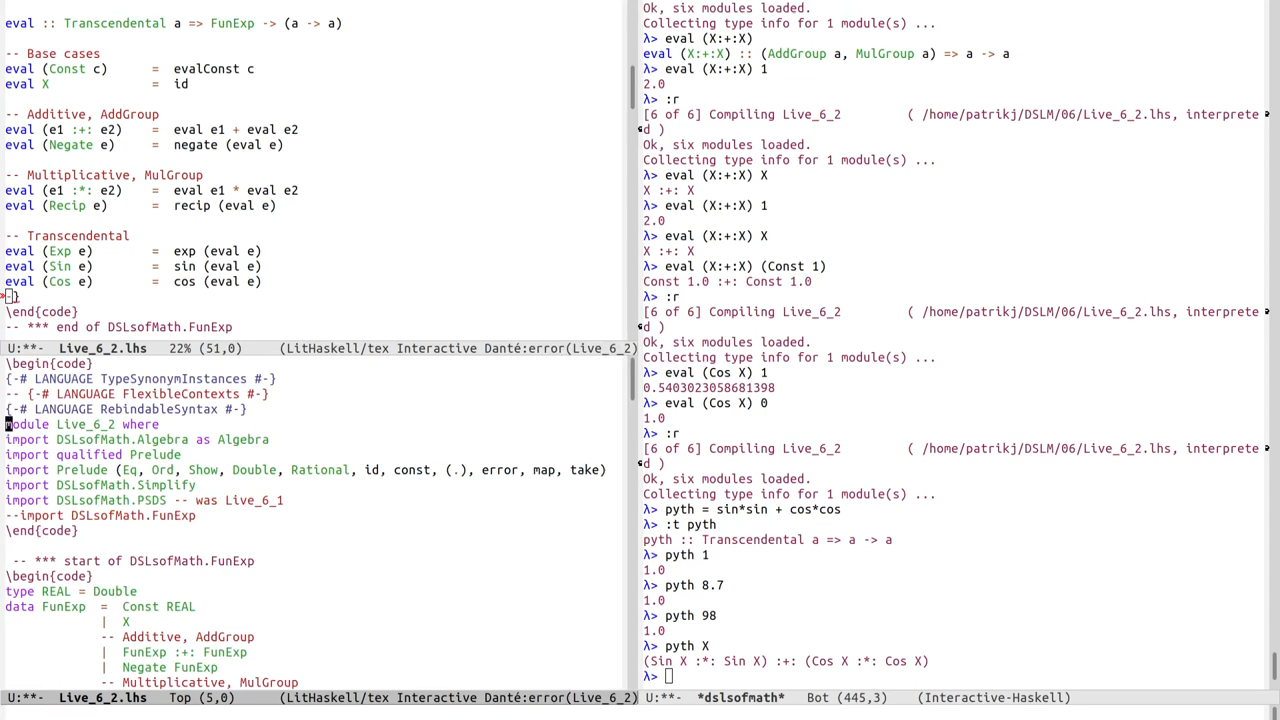 eval :: Transcendental a => FunExp -> (a -> a)
-- Base cases
eval (Const c)      =  evalConst c
eval X              =  id
-- Additive, AddGroup
eval (e1 :+: e2)    =  eval e1 + eval e2
eval (Negate e)     =  negate (eval e)
-- Multiplicative, MulGroup
eval (e1 :*: e2)    =  eval e1 * eval e2
eval (Recip e)      =  recip (eval e)
-- Transcendental
eval (Exp e)        =  exp (eval e)
eval (Sin e)        =  sin (eval e)
eval (Cos e)        =  cos (eval e)
-}
\end{code}
-- *** end of DSLsofMath.FunExp
U:**-  Live_6_2.lhs   22% (51,0)     (LitHaskell/tex Interactive Danté:error(Live_6_2)
\begin{code}
{-# LANGUAGE TypeSynonymInstances #-}
-- {-# LANGUAGE FlexibleContexts #-}
{-# LANGUAGE RebindableSyntax #-}
module Live_6_2 where
import DSLsofMath.Algebra as Algebra
import qualified Prelude
import Prelude (Eq, Ord, Show, Double, Rational, id, const, (.), error, map, take)
import DSLsofMath.Simplify
import DSLsofMath.PSDS -- was Live_6_1
--import DSLsofMath.FunExp
\end{code}
-- *** start of DSLsofMath.FunExp
\begin{code}
type REAL = Double
data FunExp  =  Const REAL
|  X
-- Additive, AddGroup
|  FunExp :+: FunExp
|  Negate FunExp
-- Multiplicative, MulGroup
U:**-  Live_6_2.lhs   Top (5,0)      (LitHaskell/tex Interactive Danté:error(Live_6_2)
Ok, six modules loaded.
Collecting type info for 1 module(s) ...
λ> eval (X:+:X)
eval (X:+:X) :: (AddGroup a, MulGroup a) => a -> a
λ> eval (X:+:X) 1
2.0
λ> :r
[6 of 6] Compiling Live_6_2         ( /home/patrikj/DSLM/06/Live_6_2.lhs, interprete
d )
Ok, six modules loaded.
Collecting type info for 1 module(s) ...
λ> eval (X:+:X) X
X :+: X
λ> eval (X:+:X) 1
2.0
λ> eval (X:+:X) X
X :+: X
λ> eval (X:+:X) (Const 1)
Const 1.0 :+: Const 1.0
λ> :r
[6 of 6] Compiling Live_6_2         ( /home/patrikj/DSLM/06/Live_6_2.lhs, interprete
d )
Ok, six modules loaded.
Collecting type info for 1 module(s) ...
λ> eval (Cos X) 1
0.5403023058681398
λ> eval (Cos X) 0
1.0
λ> :r
[6 of 6] Compiling Live_6_2         ( /home/patrikj/DSLM/06/Live_6_2.lhs, interprete
d )
Ok, six modules loaded.
Collecting type info for 1 module(s) ...
λ> pyth = sin*sin + cos*cos
λ> :t pyth
pyth :: Transcendental a => a -> a
λ> pyth 1
1.0
λ> pyth 8.7
1.0
λ> pyth 98
1.0
λ> pyth X
(Sin X :*: Sin X) :+: (Cos X :*: Cos X)
λ>
U:**-  *dslsofmath*   Bot (445,3)    (Interactive-Haskell)